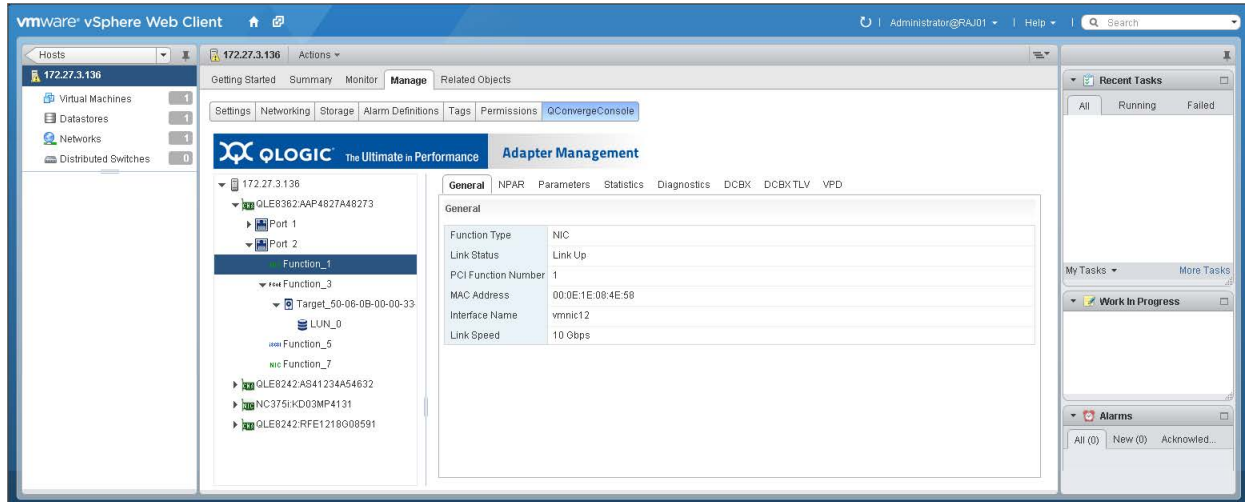 vmware vSphere Web Client
Administrator@RAJ01 | Help | Search
Hosts
172.27.3.136
Virtual Machines 1
Datastores 1
Networks 1
Distributed Switches 0
172.27.3.136 Actions
Getting Started Summary Monitor Manage Related Objects
Settings Networking Storage Alarm Definitions Tags Permissions QConvergeConsole
QLOGIC The Ultimate in Performance Adapter Management
172.27.3.136
QLE8362:AAP4827A48273
Port 1
Port 2
Function_1
Function_3
Target_50-06-0B-00-00-33-
LUN_0
Function_5
NIC Function_7
QLE8242:AS41234A54632
NC375i:KD03MP4131
QLE8242:RFE1218G08591
General NPAR Parameters Statistics Diagnostics DCBX DCBX TLV VPD
General
Function Type NIC
Link Status Link Up
PCI Function Number 1
MAC Address 00:0E:1E:08:4E:58
Interface Name vmnic12
Link Speed 10 Gbps
Recent Tasks
All Running Failed
My Tasks More Tasks
Work In Progress
Alarms
All (0) New (0) Acknowled...